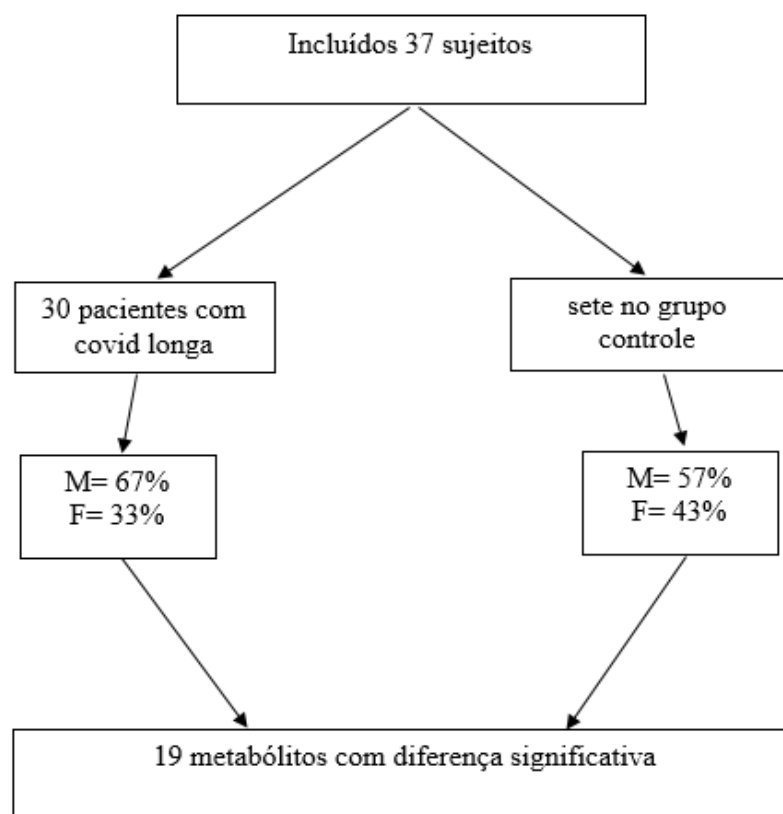 Incluídos 37 sujeitos
30 pacientes com
covid longa
sete no grupo
controle
M= 67%
F= 33%
M= 57%
F= 43%
19 metabólitos com diferença significativa